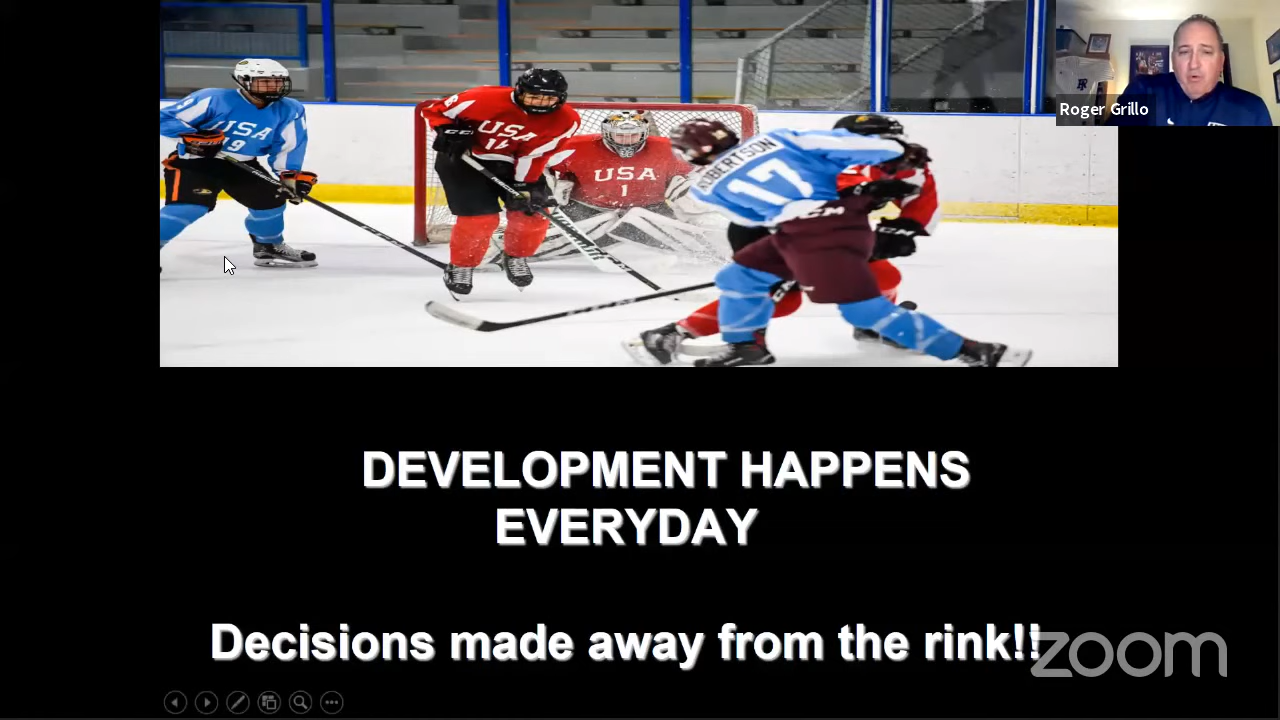 Roger Grillo
USA
9
USA
USA
1
ROBERTSON
17
CCM
DEVELOPMENT HAPPENS
EVERYDAY
Decisions made away from the rink!!
zoom